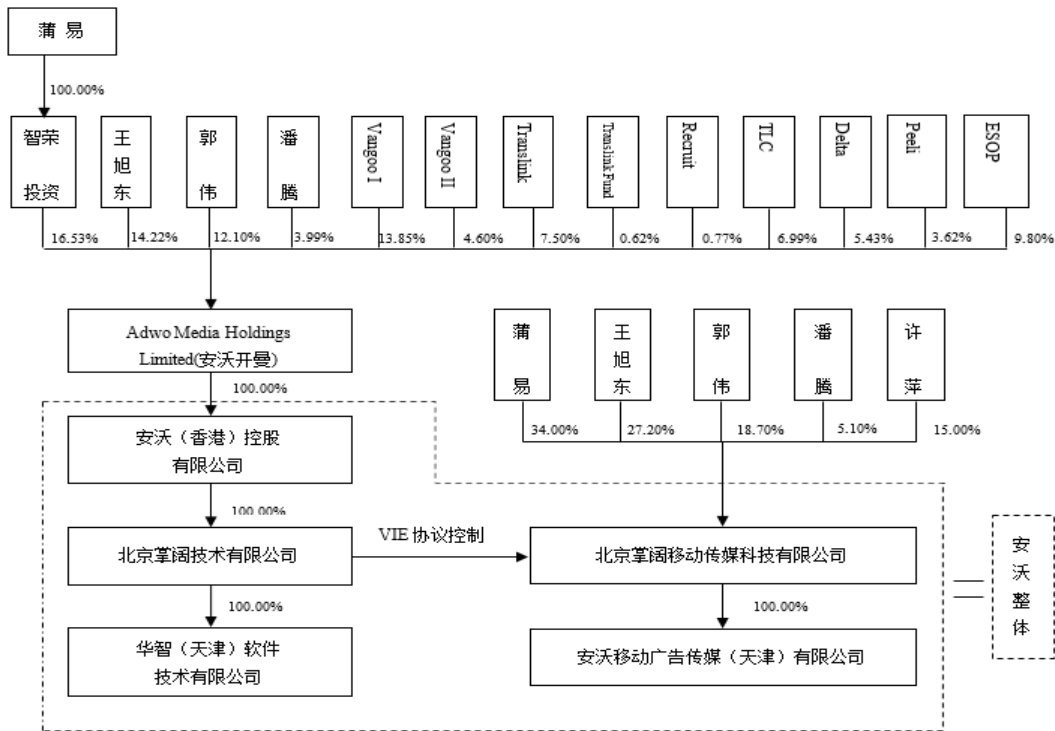 蒲 易
100.00%
智荣
投资
王旭东
郭伟
潘腾
Vangoo I
Vangoo II
Translink
Translink Fund
Recruit
TLC
Delta
Peeli
ESOP
16.53%
14.22%
12.10%
3.99%
13.85%
4.60%
7.50%
0.62%
0.77%
6.99%
5.43%
3.62%
9.80%
Adwo Media Holdings
Limited(安沃开曼)
100.00%
蒲易
王旭东
郭伟
潘腾
许萍
34.00%
27.20%
18.70%
5.10%
15.00%
安沃（香港）控股
有限公司
100.00%
北京掌阔技术有限公司
VIE 协议控制
北京掌阔移动传媒科技有限公司
安沃整体
100.00%
100.00%
华智（天津）软件
技术有限公司
安沃移动广告传媒（天津）有限公司